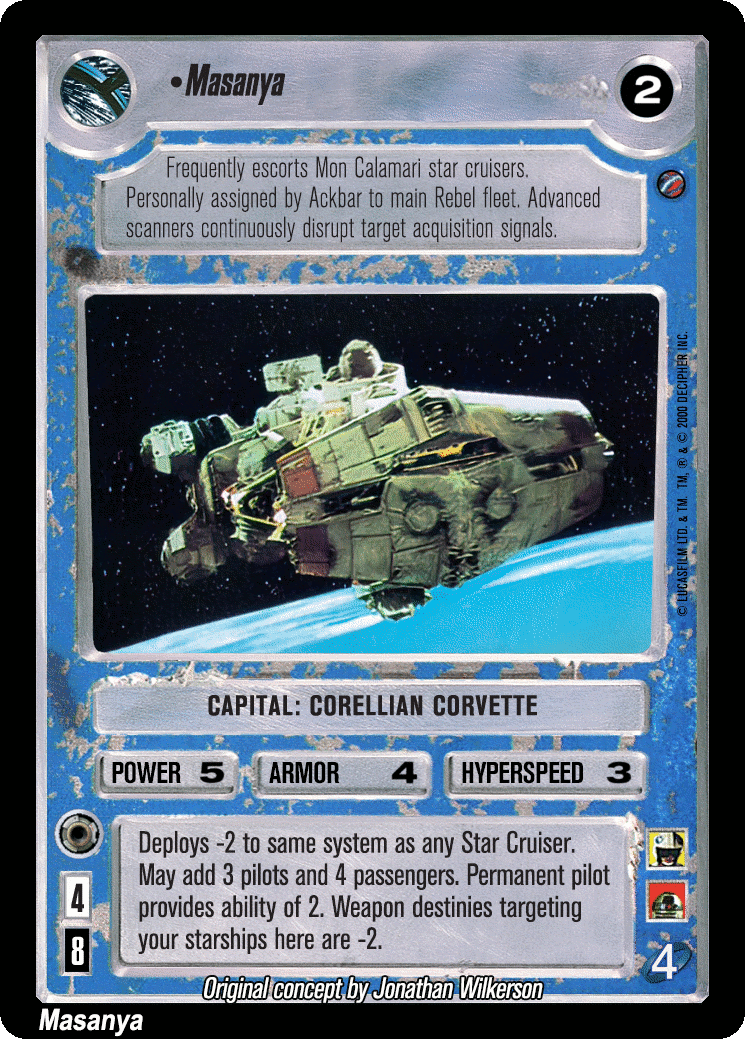 •Masanya
2
Frequently escorts Mon Calamari star cruisers.
Personally assigned by Ackbar to main Rebel fleet. Advanced
scanners continuously disrupt target acquisition signals.
© LUCASFILM LTD. & TM. TM, ® & © 2000 DECIPHER INC.
CAPITAL: CORELLIAN CORVETTE
POWER 5 ARMOR 4 HYPERSPEED 3
Deploys -2 to same system as any Star Cruiser.
May add 3 pilots and 4 passengers. Permanent pilot
provides ability of 2. Weapon destinies targeting
your starships here are -2.
4
8
4
Original concept by Jonathan Wilkerson
Masanya